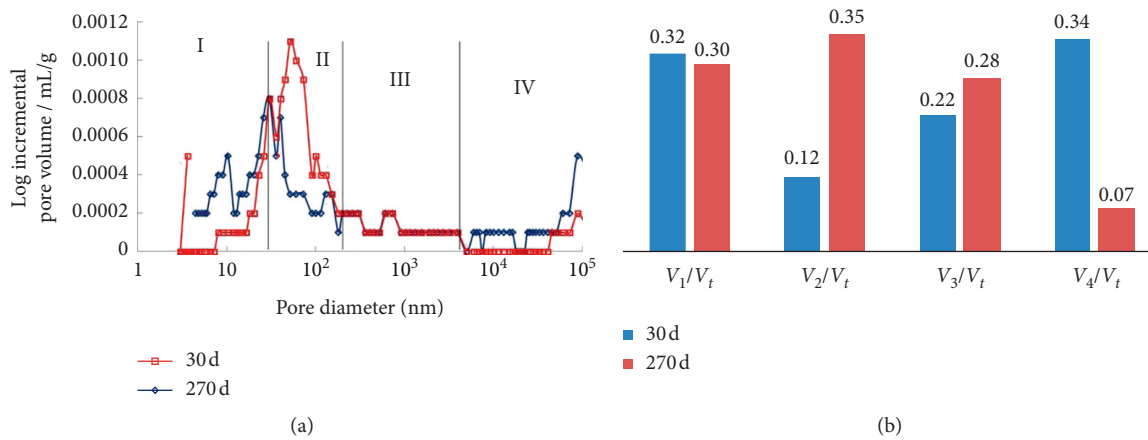 Log incremental
pore volume / mL/g
0.0012
0.0010
0.0008
0.0006
0.0004
0.0002
0
I
II
III
IV
1
10
10²
10³
10⁴
10⁵
Pore diameter (nm)
30 d
270 d
(a)
0.32
0.30
0.12
0.35
0.22
0.28
0.34
0.07
V₁/Vₜ
V₂/Vₜ
V₃/Vₜ
V₄/Vₜ
30 d
270 d
(b)